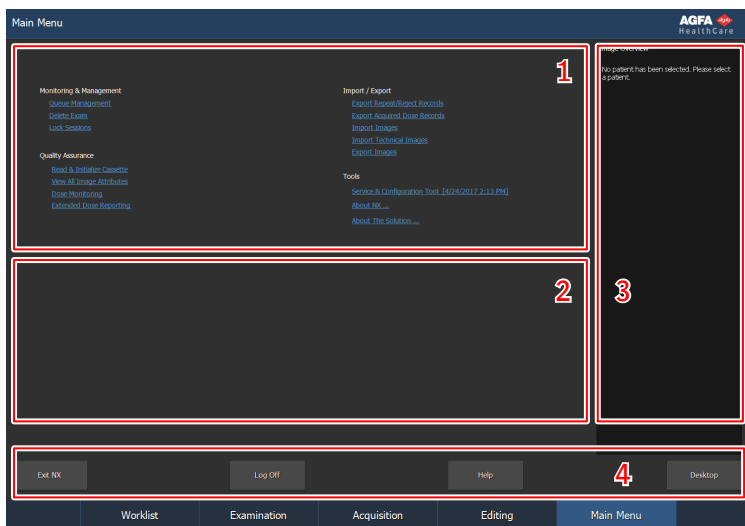 Main Menu
AGFA
HealthCare
Image Overview
No patient has been selected. Please select
a patient.
1
Monitoring & Management
Queue Management
Delete Exam
Lock Sessions
Quality Assurance
Read & Initialize Cassette
View All Image Attributes
Dose Monitoring
Extended Dose Reporting
Import / Export
Export Repeat/Reject Records
Export Acquired Dose Records
Import Images
Import Technical Images
Export Images
Tools
Service & Configuration Tool [4/24/2017 2:13 PM]
About NX ...
About The Solution ...
2
3
Exit NX
Log Off
Help
4
Desktop
Worklist
Examination
Acquisition
Editing
Main Menu